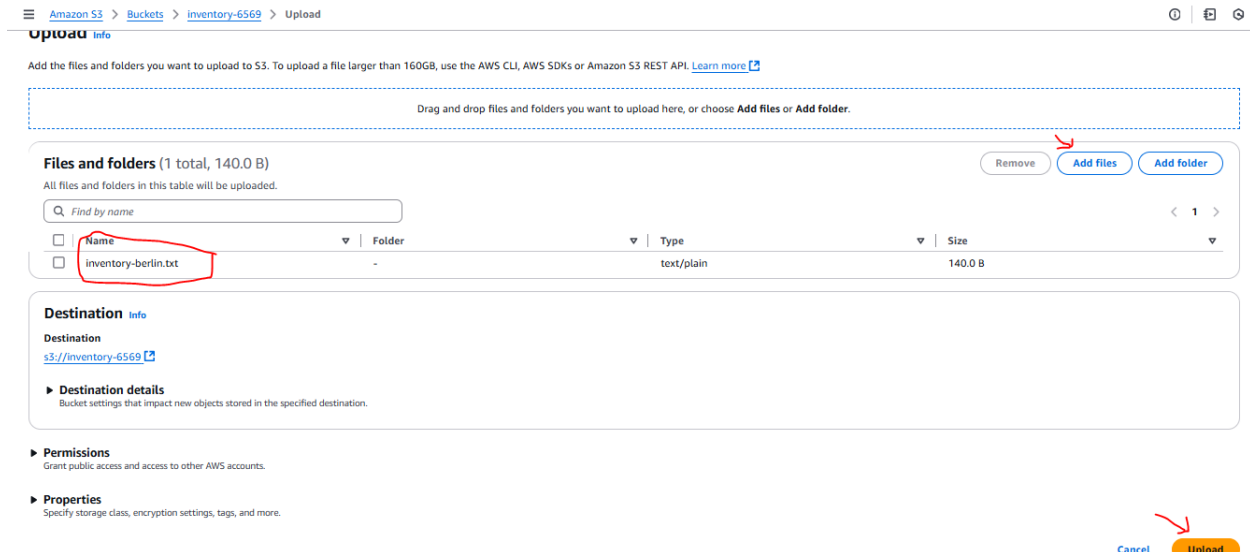 Amazon S3 > Buckets > inventory-6569 > Upload
Upload Info
Add the files and folders you want to upload to S3. To upload a file larger than 160GB, use the AWS CLI, AWS SDKs or Amazon S3 REST API. Learn more
Drag and drop files and folders you want to upload here, or choose Add files or Add folder.
Files and folders (1 total, 140.0 B)
Remove Add files Add folder
All files and folders in this table will be uploaded.
Find by name
1
Name Folder Type Size
inventory-berlin.txt - text/plain 140.0 B
Destination Info
Destination
s3://inventory-6569
Destination details
Bucket settings that impact new objects stored in the specified destination.
Permissions
Grant public access and access to other AWS accounts.
Properties
Specify storage class, encryption settings, tags, and more.
Cancel Upload